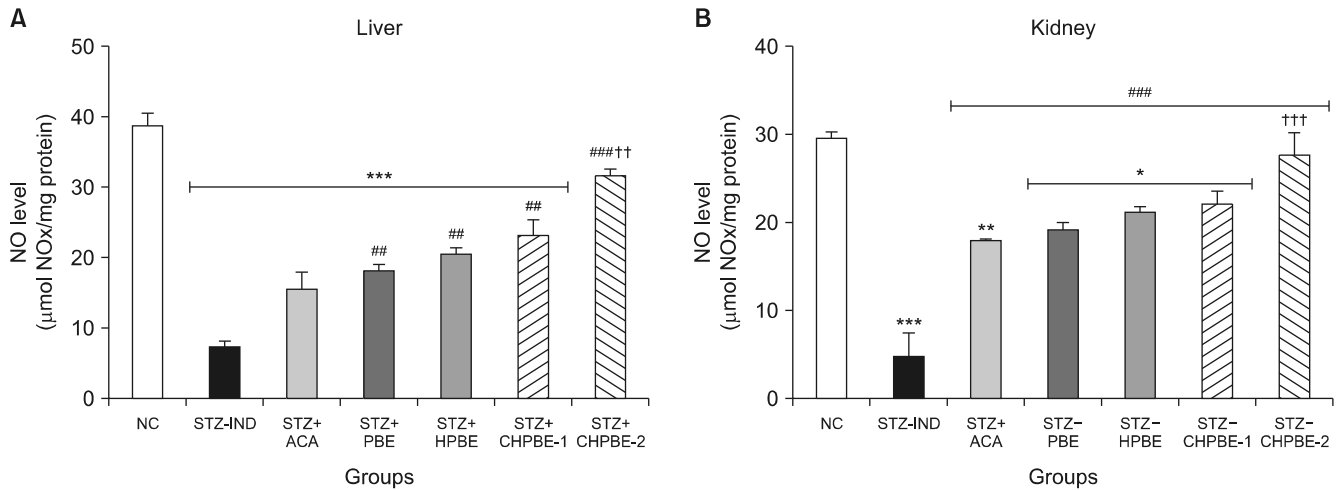 A
Liver
NO level
(μmol NOx/mg protein)
50
40
30
20
10
0
***
##
##
##
###††
NC
STZ-IND
STZ+
ACA
STZ+
PBE
STZ+
HPBE
STZ+
CHPBE-1
STZ+
CHPBE-2
Groups
B
Kidney
NO level
(μmol NOx/mg protein)
40
30
20
10
0
###
†††
*
**
***
NC
STZ-IND
STZ+
ACA
STZ−
PBE
STZ−
HPBE
STZ−
CHPBE-1
STZ−
CHPBE-2
Groups